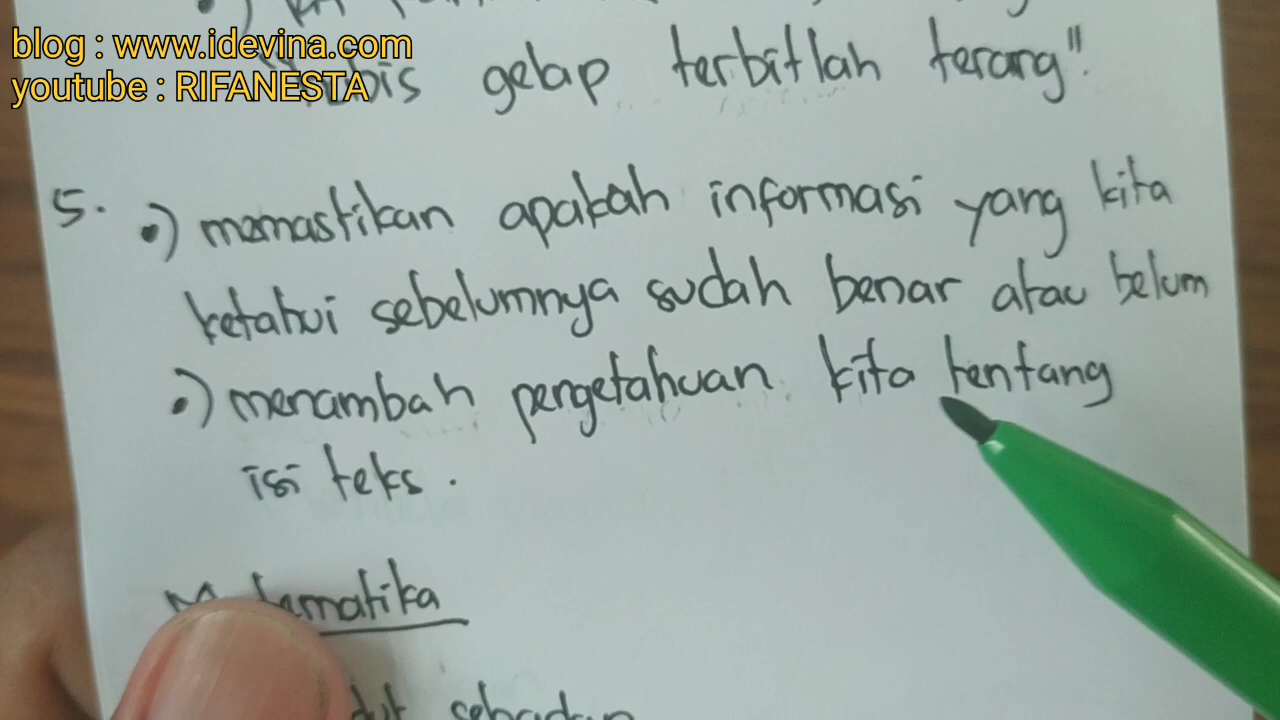 blog : www.idevina.com
youtube : RIFANESTA
gelap terbitlah terang".
5. •) memastikan apakah informasi yang kita
ketahui sebelumnya sudah benar atau belum
•) menambah pengetahuan kita tentang
isi teks.